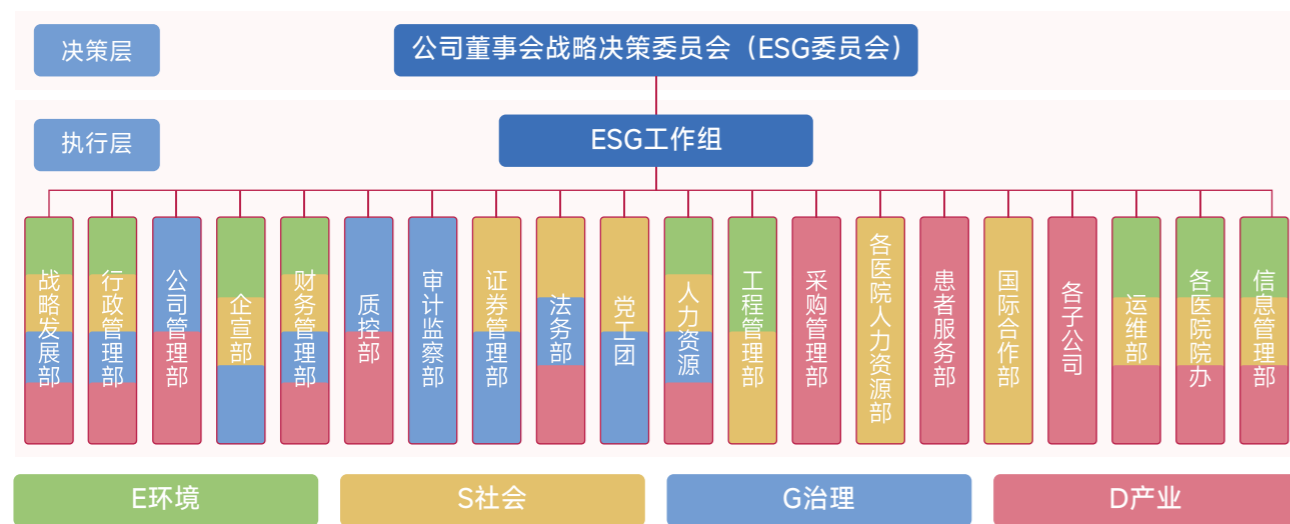 决策层
公司董事会战略决策委员会（ESG委员会）
执行层
ESG工作组
战略发展部
行政管理部
公司管理部
企宣部
财务管理部
质控部
审计监察部
证券管理部
法务部
党工团
人力资源
工程管理部
采购管理部
各医院人力资源部
患者服务部
国际合作部
各子公司
运维部
各医院院办
信息管理部
E环境
S社会
G治理
D产业